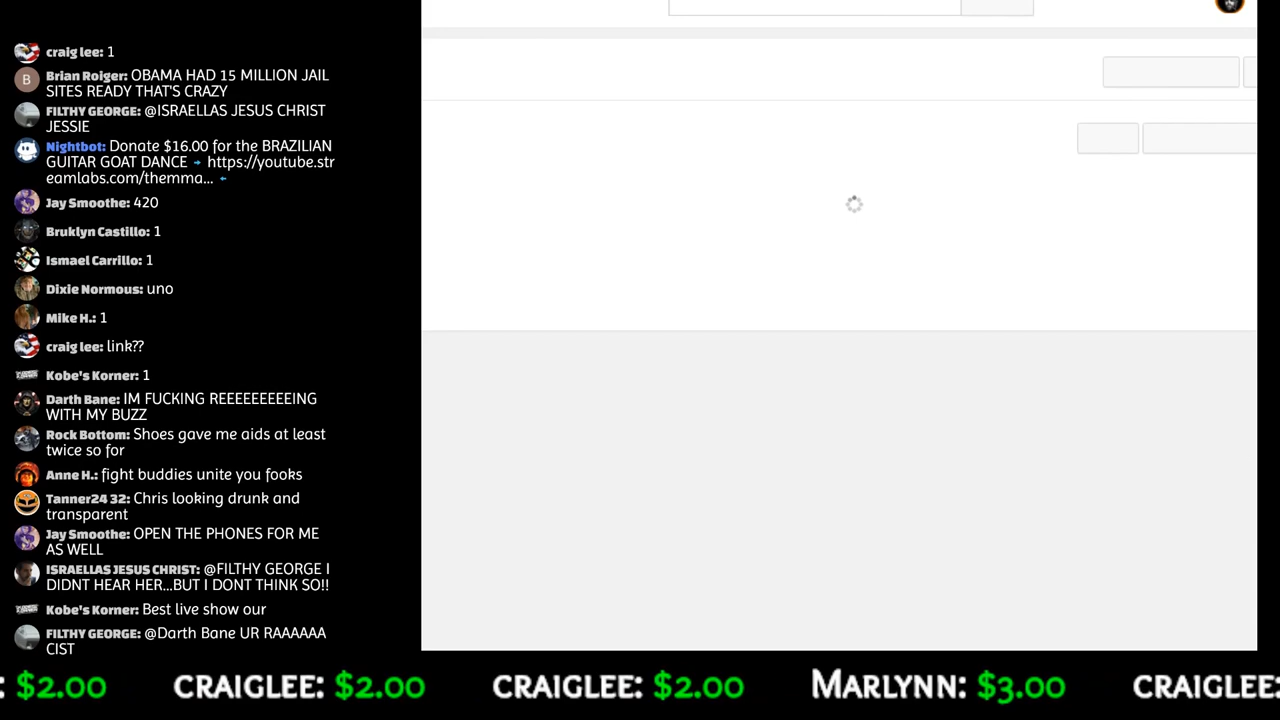 craig lee: 1
Brian Roiger: OBAMA HAD 15 MILLION JAIL
SITES READY THAT'S CRAZY
FILTHY GEORGE: @ISRAELLAS JESUS CHRIST
JESSIE
Nightbot: Donate $16.00 for the BRAZILIAN
GUITAR GOAT DANCE → https://youtube.str
eamlabs.com/themma... ←
Jay Smoothe: 420
Bruklyn Castillo: 1
Ismael Carrillo: 1
Dixie Normous: uno
Mike H.: 1
craig lee: link??
Kobe's Korner: 1
Darth Bane: IM FUCKING REEEEEEEEEING
WITH MY BUZZ
Rock Bottom: Shoes gave me aids at least
twice so for
Anne H.: fight buddies unite you fooks
Tanner24 32: Chris looking drunk and
transparent
Jay Smoothe: OPEN THE PHONES FOR ME
AS WELL
ISRAELLAS JESUS CHRIST: @FILTHY GEORGE I
DIDNT HEAR HER...BUT I DONT THINK SO!!
Kobe's Korner: Best live show our
FILTHY GEORGE: @Darth Bane UR RAAAAAA
CIST
B
: $2.00 CRAIGLEE: $2.00 CRAIGLEE: $2.00 MARLYNN: $3.00 CRAIGLEE: